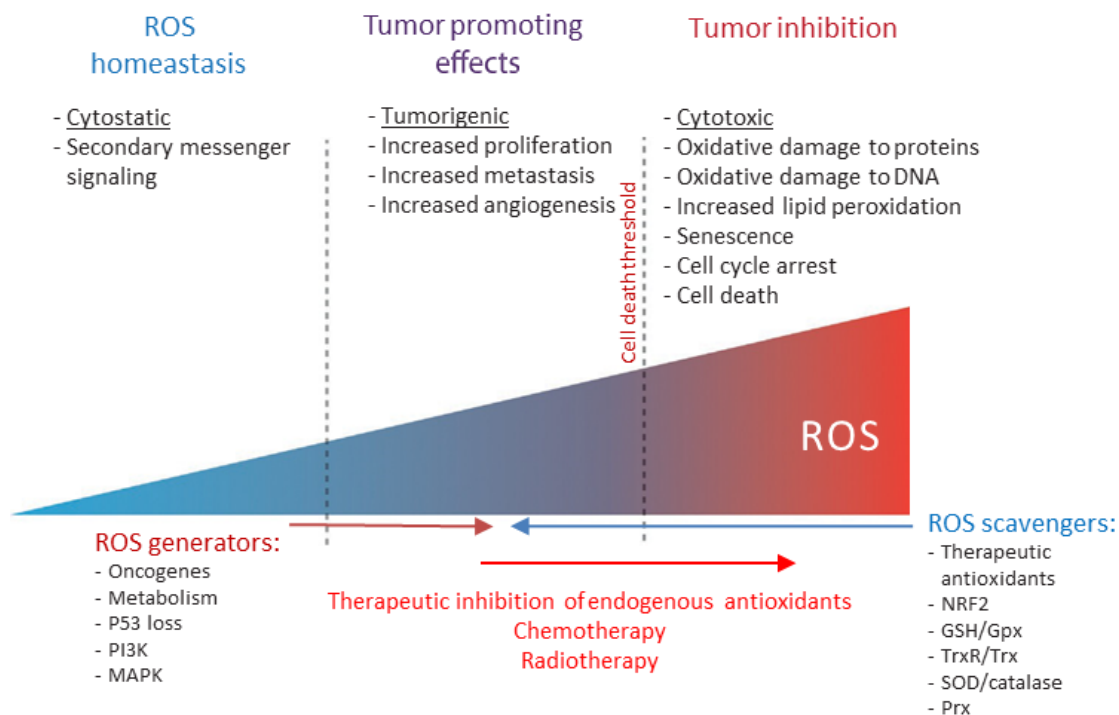 ROS
homeastasis
- Cytostatic
- Secondary messenger
signaling
Tumor promoting
effects
- Tumorigenic
- Increased proliferation
- Increased metastasis
- Increased angiogenesis
Cell death threshold
Tumor inhibition
- Cytotoxic
- Oxidative damage to proteins
- Oxidative damage to DNA
- Increased lipid peroxidation
- Senescence
- Cell cycle arrest
- Cell death
ROS
ROS generators:
- Oncogenes
- Metabolism
- P53 loss
- PI3K
- MAPK
Therapeutic inhibition of endogenous antioxidants
Chemotherapy
Radiotherapy
ROS scavengers:
- Therapeutic
antioxidants
- NRF2
- GSH/Gpx
- TrxR/Trx
- SOD/catalase
- Prx